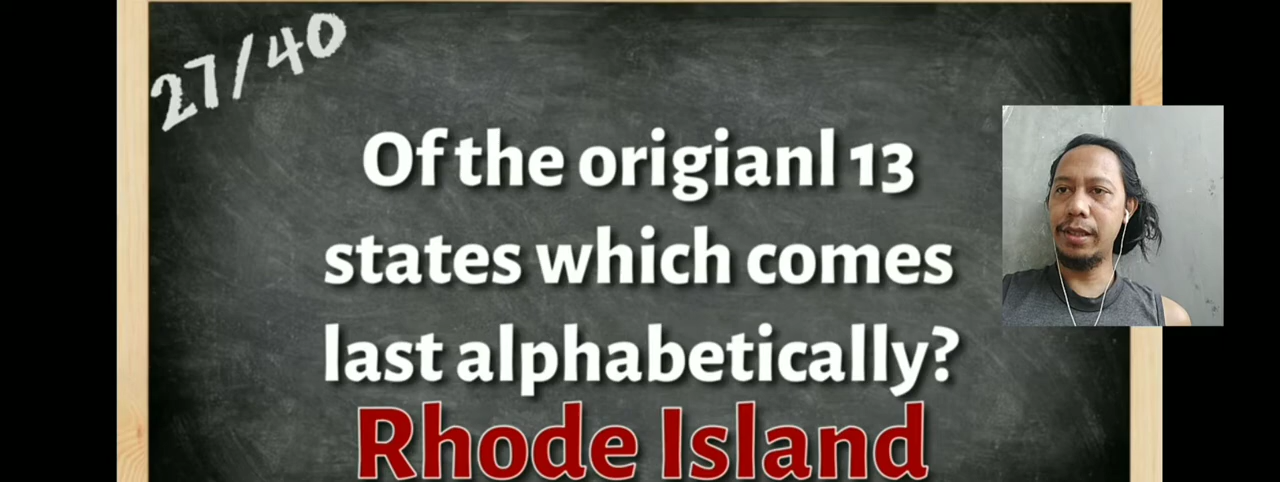 27/40
Of the origianl 13
states which comes
last alphabetically?
Rhode Island